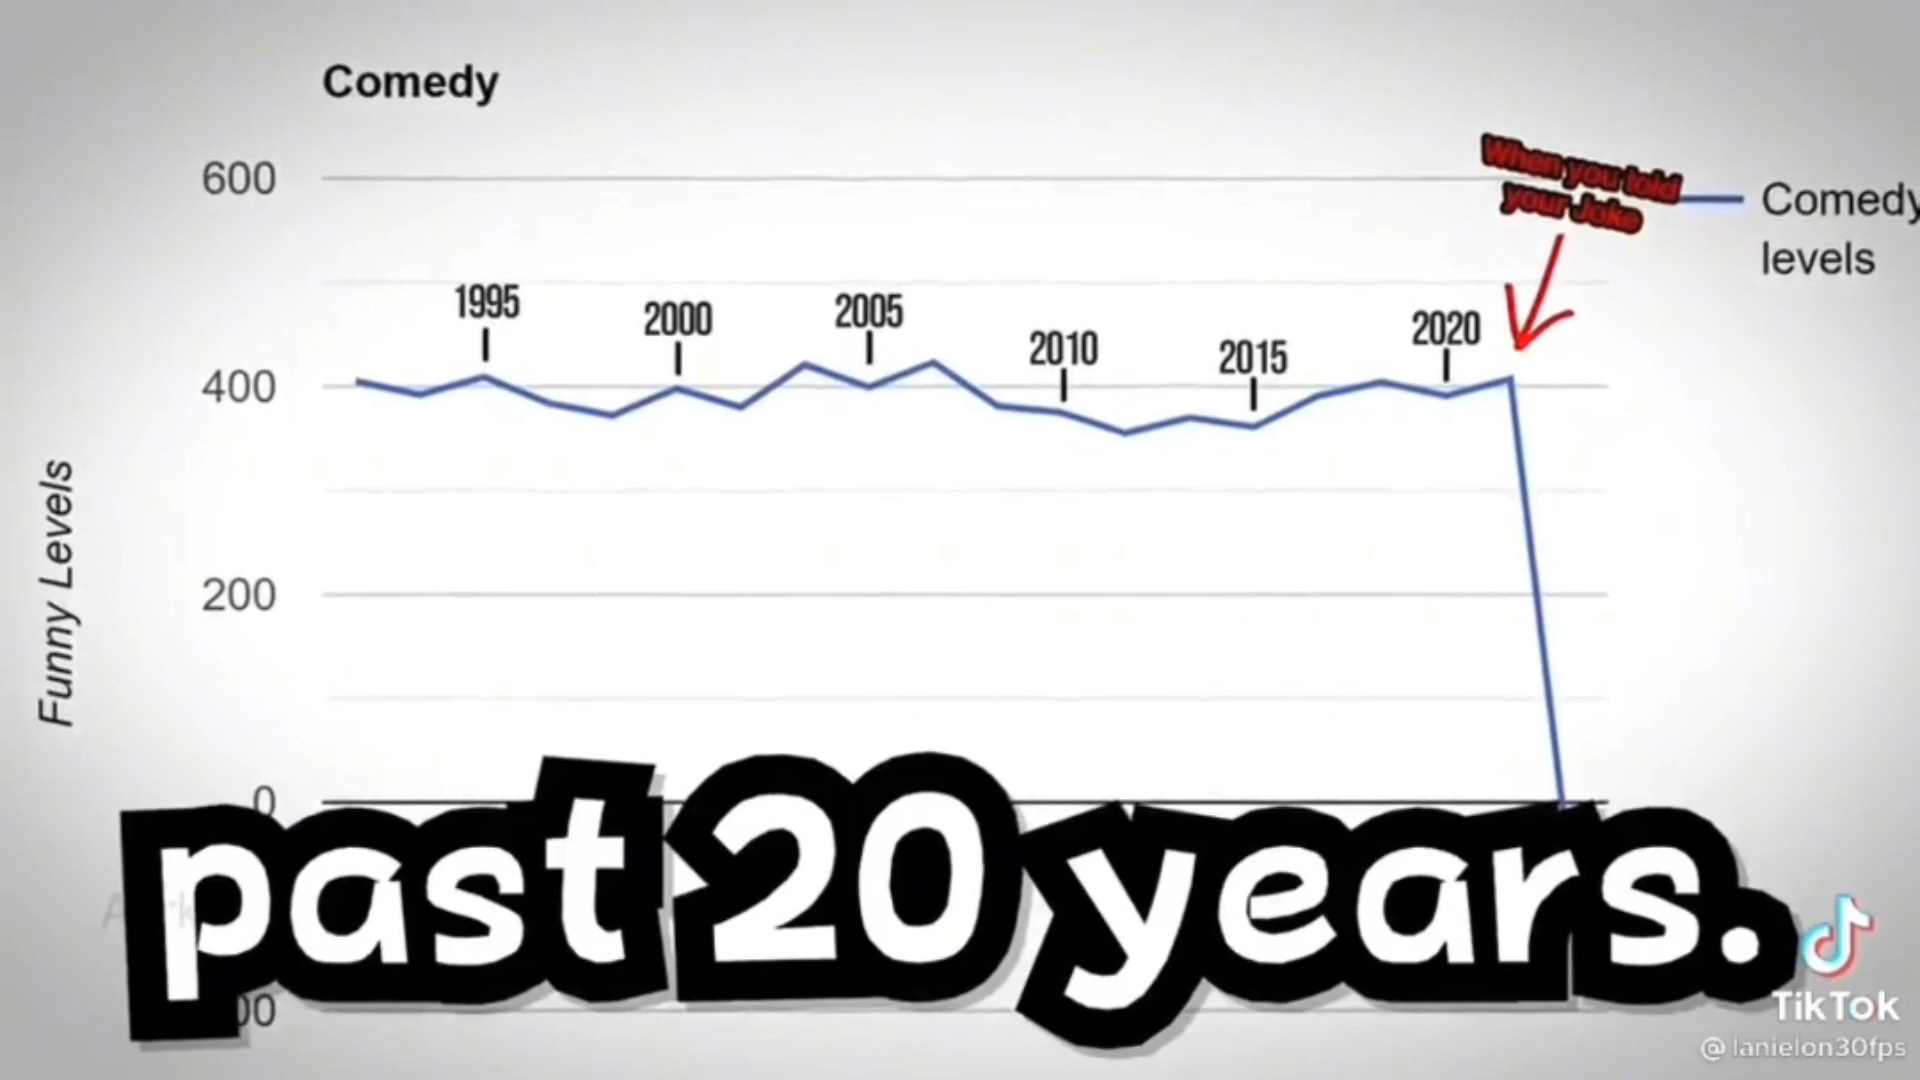 Comedy
600
When you told
your Joke
Comedy
levels
1995
2000
2005
2010
2015
2020
400
Funny Levels
200
0
past 20 years.
TikTok
@lanielon30fps